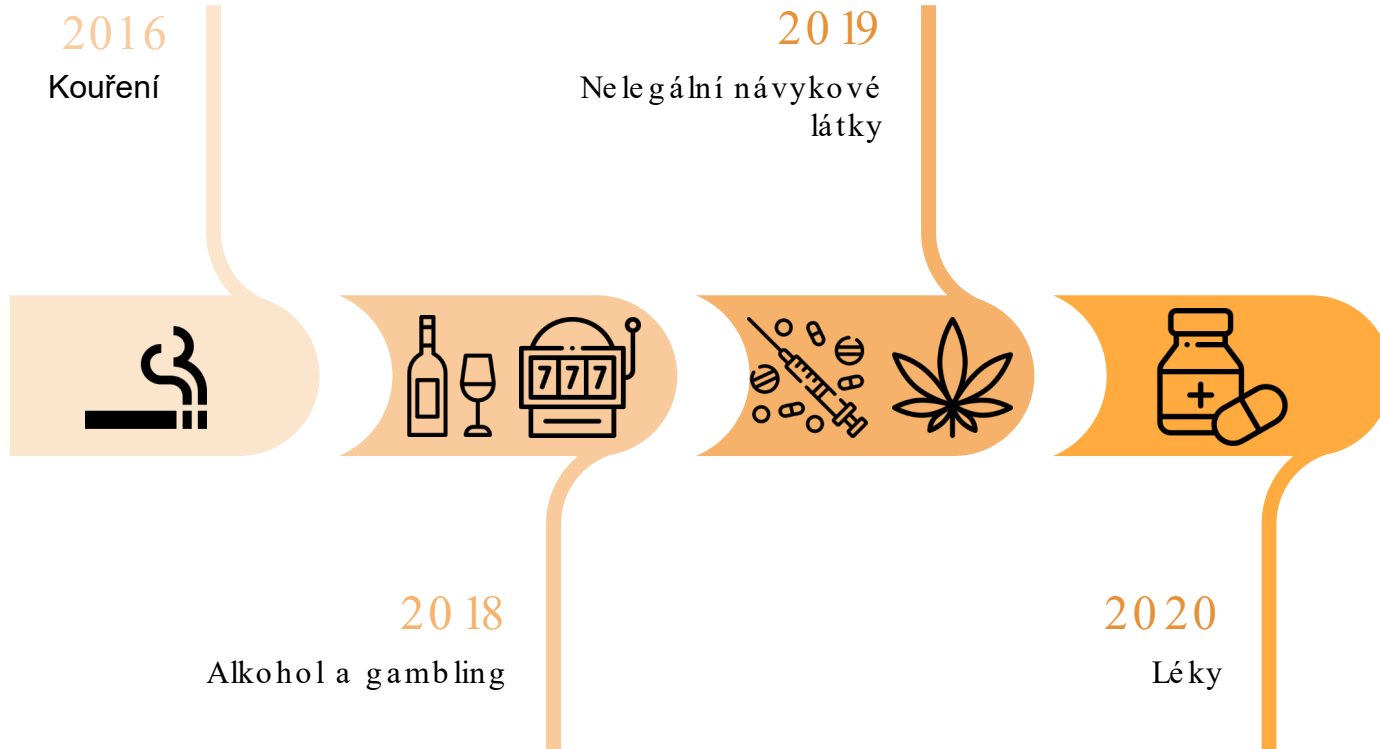 2016
Kouření
2019
Nelegální návykové
látky
777
2018
Alkohol a gambling
2020
Léky